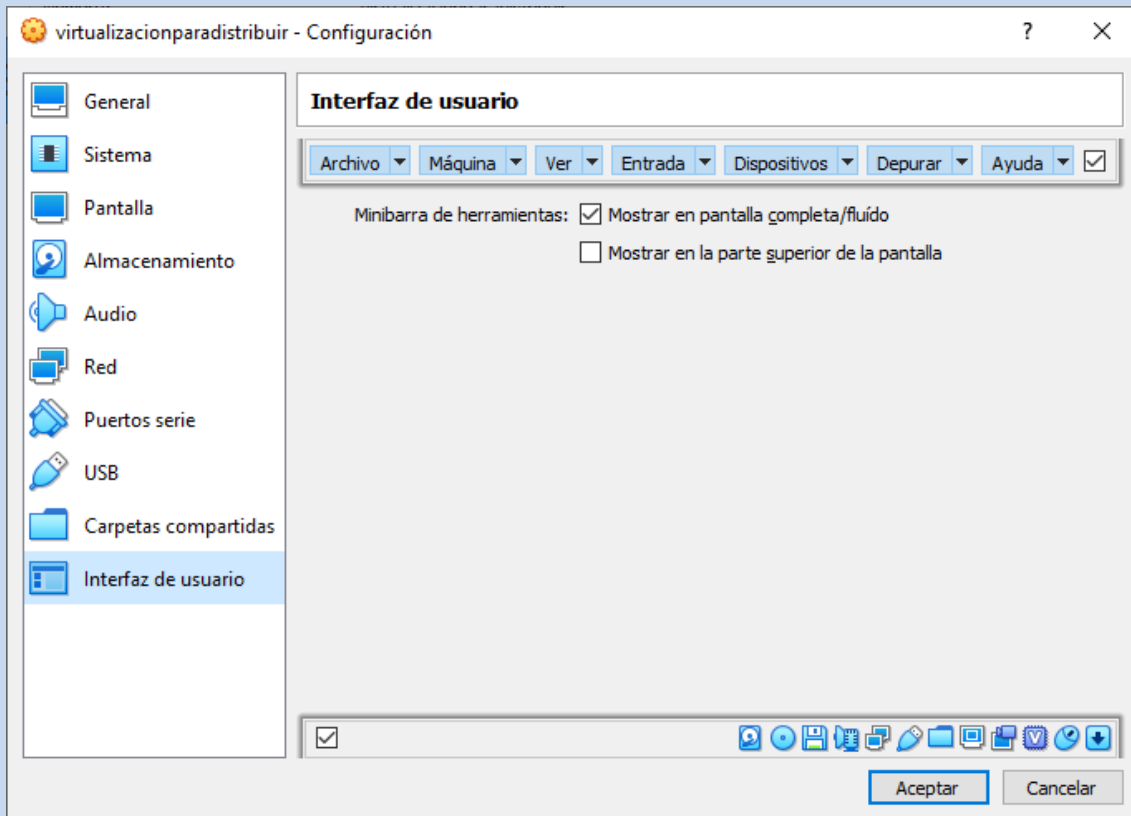 virtualizacionparadistribuir - Configuración
General
Sistema
Pantalla
Almacenamiento
Audio
Red
Puertos serie
USB
Carpetas compartidas
Interfaz de usuario
Interfaz de usuario
Archivo Máquina Ver Entrada Dispositivos Depurar Ayuda
Minibarra de herramientas: Mostrar en pantalla completa/fluído
Mostrar en la parte superior de la pantalla
Aceptar Cancelar